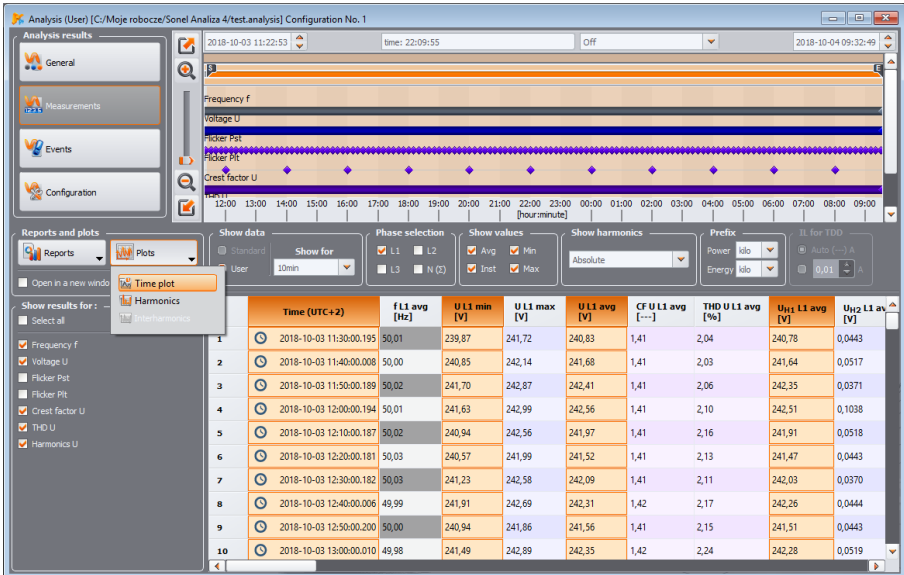 Analysis (User) [C:/Moje robocze/Sonel Analiza 4/test.analysis] Configuration No. 1
Analysis results
General
Measurements
Events
Configuration
2018-10-03 11:22:53 time: 22:09:55 Off 2018-10-04 09:32:49
S E
Frequency f
Voltage U
Flicker Pst
Flicker Plt
Crest factor U
THD U
12:00 13:00 14:00 15:00 16:00 17:00 18:00 19:00 20:00 21:00 22:00 23:00 00:00 01:00 02:00 03:00 04:00 05:00 06:00 07:00 08:00 09:00
[hour:minute]
Reports and plots
Reports Plots
Open in a new windo
Time plot
Harmonics
Interharmonics
Show data
Standard Show for
User 10min
Phase selection
L1 L2
L3 N (Σ)
Show values
Avg Min
Inst Max
Show harmonics
Absolute
Prefix
Power kilo
Energy kilo
IL for TDD
Auto (---) A
0,01 A
Show results for :
Select all
Frequency f
Voltage U
Flicker Pst
Flicker Plt
Crest factor U
THD U
Harmonics U
Time (UTC+2) f L1 avg [Hz] U L1 min [V] U L1 max [V] U L1 avg [V] CF U L1 avg [---] THD U L1 avg [%] UH1 L1 avg [V] UH2 L1 av [V]
1 2018-10-03 11:30:00.195 50,01 239,87 241,72 240,83 1,41 2,04 240,78 0,0443
2 2018-10-03 11:40:00.008 50,00 240,85 242,14 241,68 1,41 2,03 241,64 0,0517
3 2018-10-03 11:50:00.189 50,02 241,70 242,87 242,41 1,41 2,06 242,35 0,0371
4 2018-10-03 12:00:00.194 50,01 241,63 242,99 242,56 1,41 2,10 242,51 0,1038
5 2018-10-03 12:10:00.187 50,02 240,94 242,56 241,97 1,41 2,16 241,91 0,0518
6 2018-10-03 12:20:00.181 50,03 240,57 241,99 241,52 1,41 2,13 241,47 0,0443
7 2018-10-03 12:30:00.182 50,03 241,23 242,58 242,09 1,41 2,11 242,03 0,0370
8 2018-10-03 12:40:00.006 49,99 241,91 242,69 242,31 1,42 2,17 242,26 0,0444
9 2018-10-03 12:50:00.200 50,00 240,94 241,86 241,56 1,41 2,15 241,51 0,0443
10 2018-10-03 13:00:00.010 49,98 241,49 242,89 242,35 1,42 2,24 242,28 0,0519